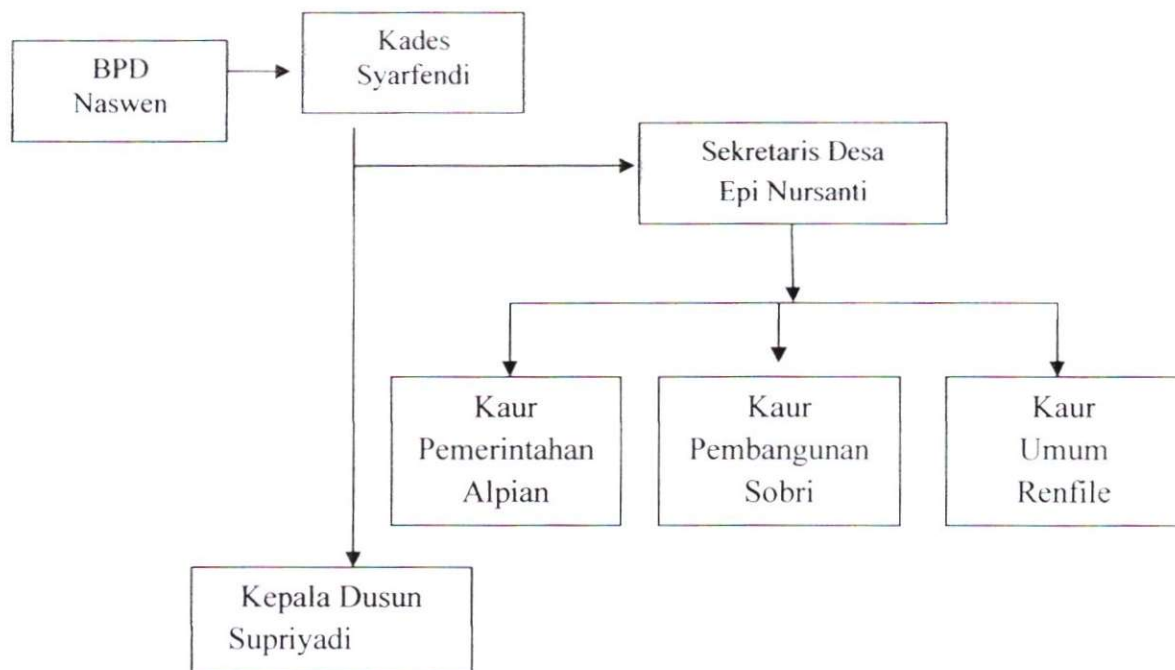 BPD
Naswen
Kades
Syarfendi
Sekretaris Desa
Epi Nursanti
Kaur
Pemerintahan
Alpian
Kaur
Pembangunan
Sobri
Kaur
Umum
Renfile
Kepala Dusun
Supriyadi